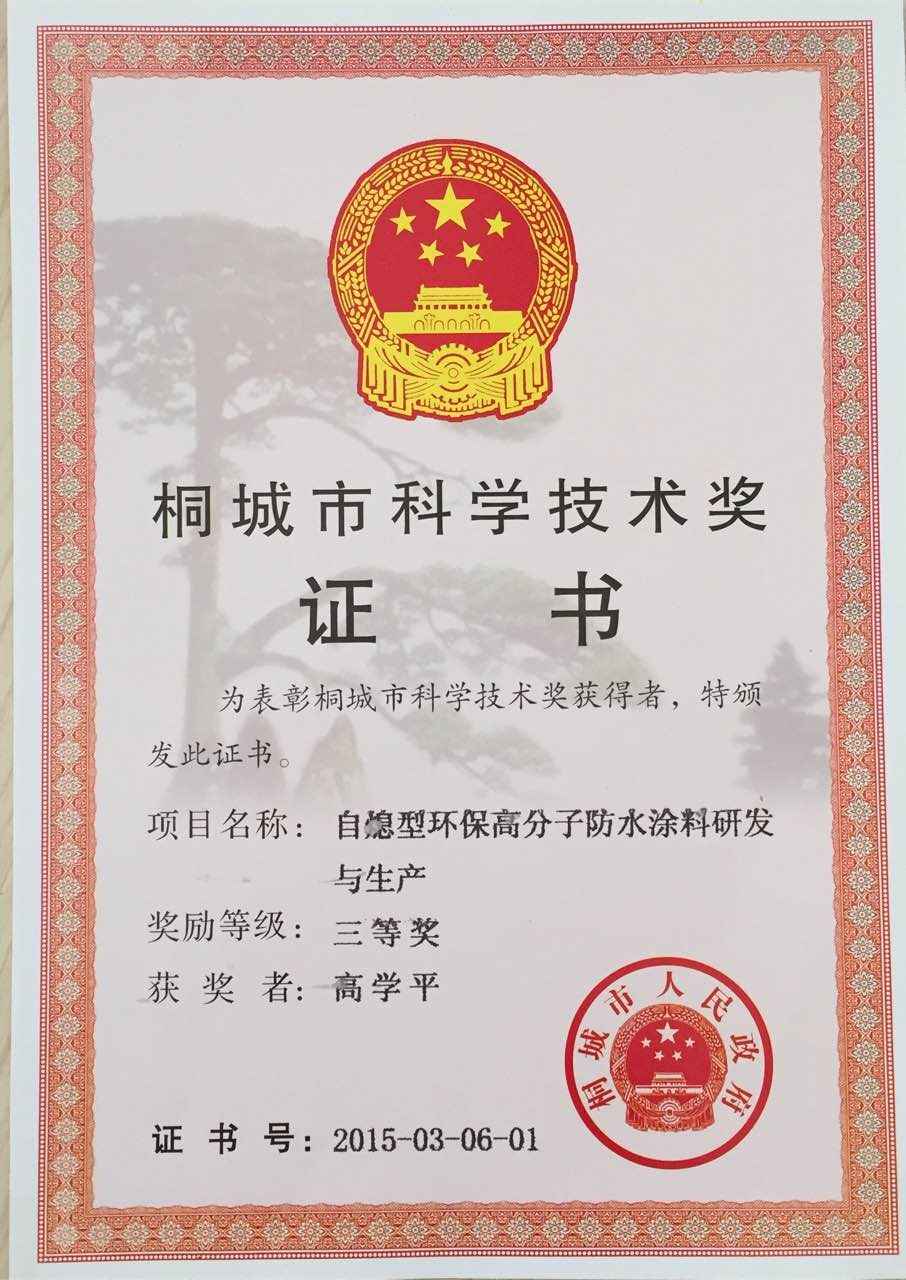 桐城市科学技术奖
证 书
为表彰桐城市科学技术奖获得者，特颁
发此证书。
项目名称：自熄型环保高分子防水涂料研发
与生产
奖励等级：三等奖
获 奖 者：高学平
桐城市人民政府
证 书 号：2015-03-06-01